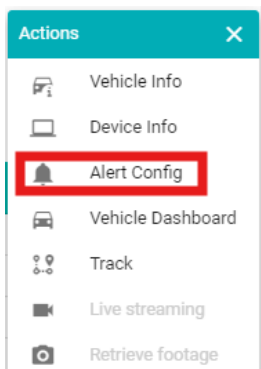 Actions
Vehicle Info
Device Info
Alert Config
Vehicle Dashboard
Track
Live streaming
Retrieve footage